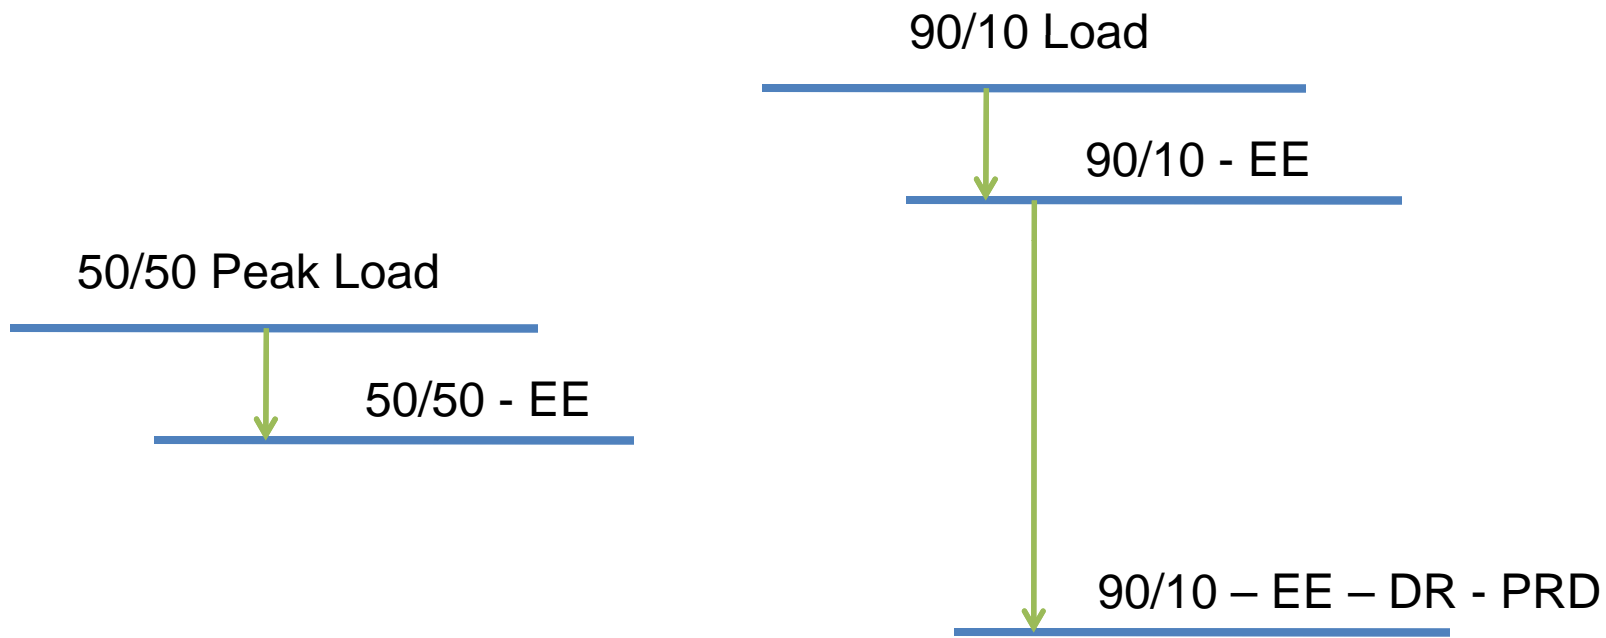 90/10 Load
90/10 - EE
50/50 Peak Load
50/50 - EE
90/10 – EE – DR - PRD